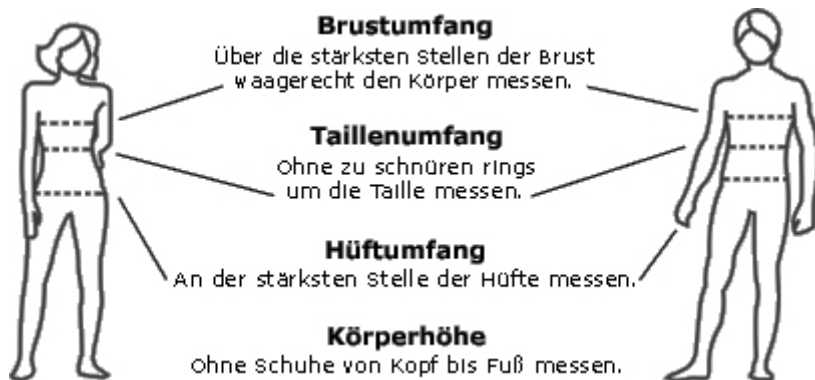 Brustumfang
Über die stärksten Stellen der Brust
waagerecht den Körper messen.
Taillenumfang
Ohne zu schnüren rings
um die Taille messen.
Hüftumfang
An der stärksten Stelle der Hüfte messen.
Körperhöhe
Ohne Schuhe von Kopf bis Fuß messen.